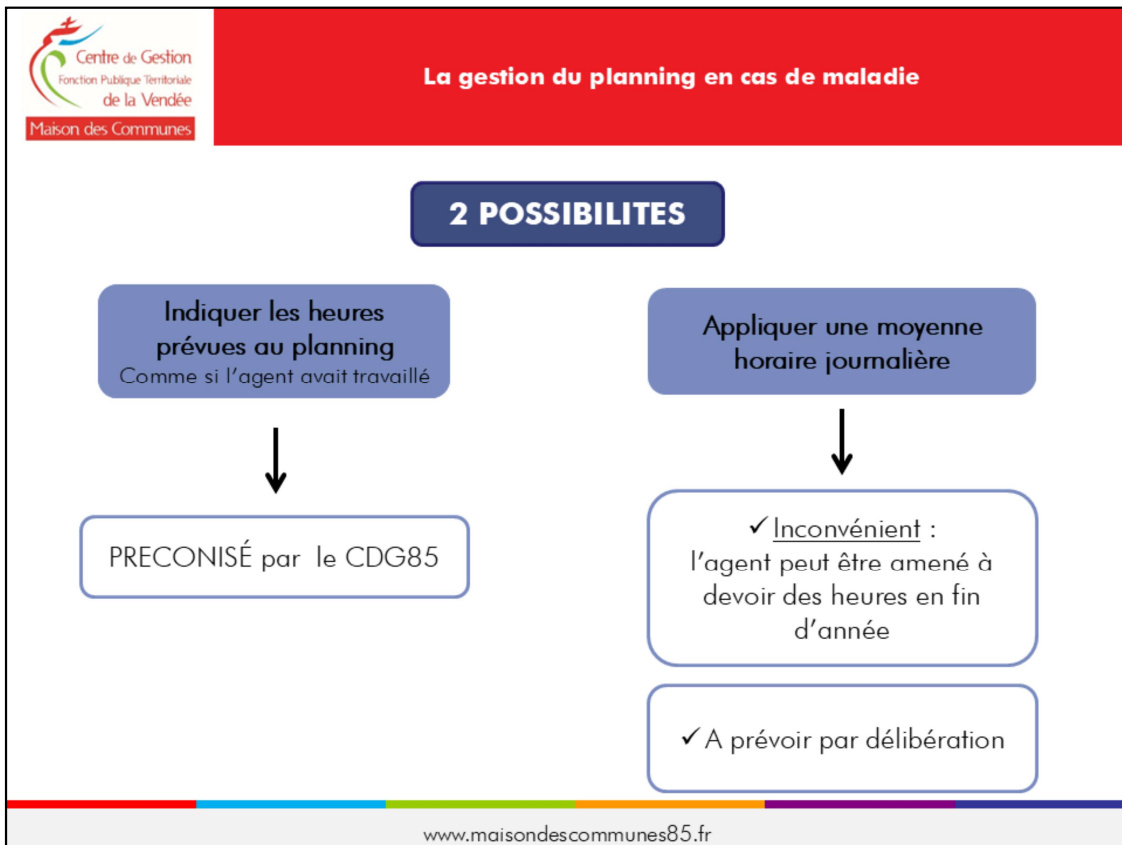 Centre de Gestion
Fonction Publique Territoriale
de la Vendée
Maison des Communes
La gestion du planning en cas de maladie
2 POSSIBILITES
Indiquer les heures
prévues au planning
Comme si l'agent avait travaillé
PRECONISÉ par le CDG85
Appliquer une moyenne
horaire journalière
✓ Inconvénient :
l'agent peut être amené à
devoir des heures en fin
d'année
✓ A prévoir par délibération
www.maisondescommunes85.fr